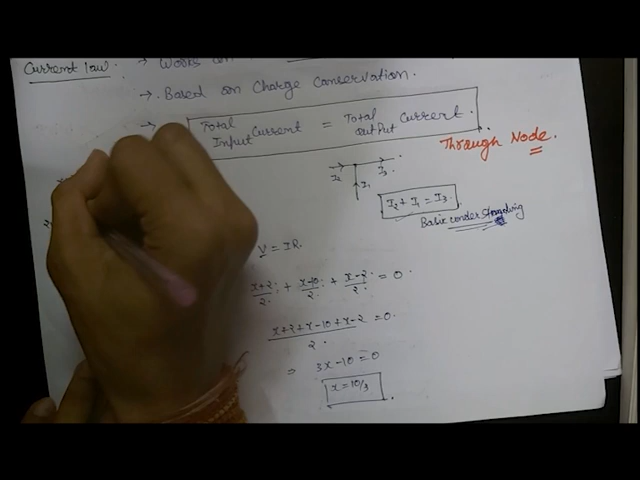 Current law. → Works on
→ Based on Charge Conservation.
→ Total Input Current = Total output Current.
Through Node.
I2 I3
I1
I2 + I1 = I3.
Basic understanding
V = IR.
x+2/2 + x-10/2 + x-2/2 = 0.
x+2+x-10+x-2/2 = 0.
= 3x-10=0
x=10/3